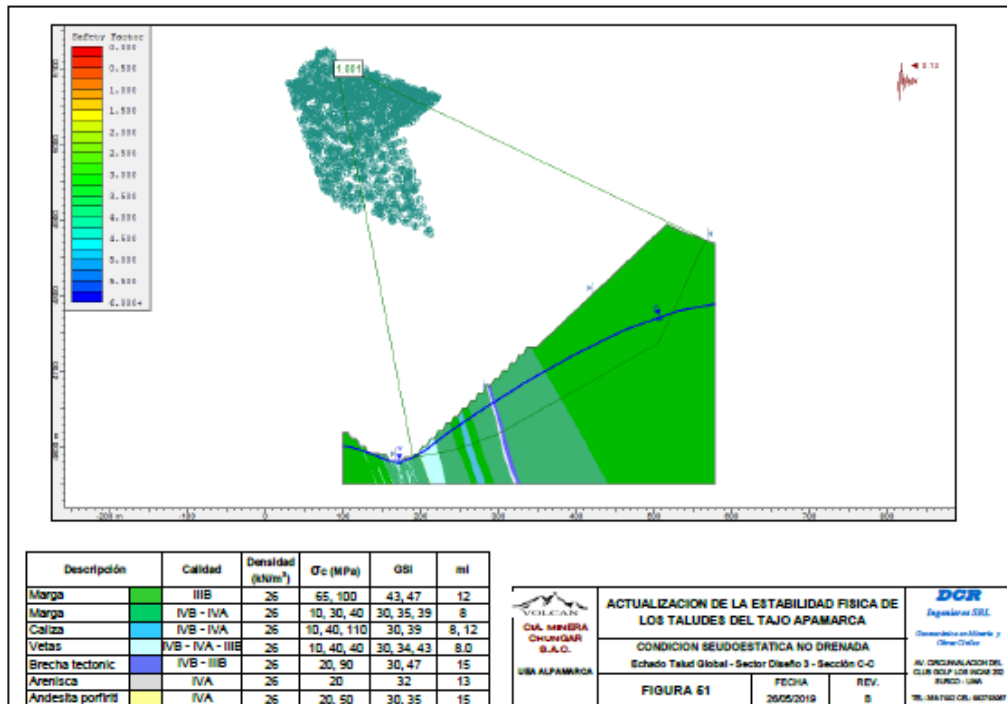 Safety Factor
0.000
0.500
1.000
1.500
2.000
2.500
3.000
3.500
4.000
4.500
5.000
5.500
6.000+
-200 m
-100
0
100
200
300
400
500
600
700
800
Descripción Calidad Densidad (kN/m³) σc (MPa) GSI mi
Marga IIIB 26 65, 100 43, 47 12
Marga IVB - IVA 26 10, 30, 40 30, 35, 39 8
Caliza IVB - IVA 26 10, 40, 110 30, 39 8, 12
Vetas IVB - IVA - IIIB 26 10, 40, 40 30, 34, 43 8.0
Brecha tectonic IVB - IIIB 26 20, 90 30, 47 15
Arenisca IVA 26 20 32 13
Andesita porfiriti IVA 26 20, 50 30, 35 15
VOLCAN
CIA. MINERA
CHUNGAR
S.A.C.
UEA ALPAMARCA
ACTUALIZACION DE LA ESTABILIDAD FISICA DE
LOS TALUDES DEL TAJO APAMARCA
CONDICION SEUDOESTATICA NO DRENADA
Echado Talud Global - Sector Diseño 3 - Sección C-C
FIGURA 51
FECHA
26/05/2019
REV.
B
DCR
Ingenieros SRL